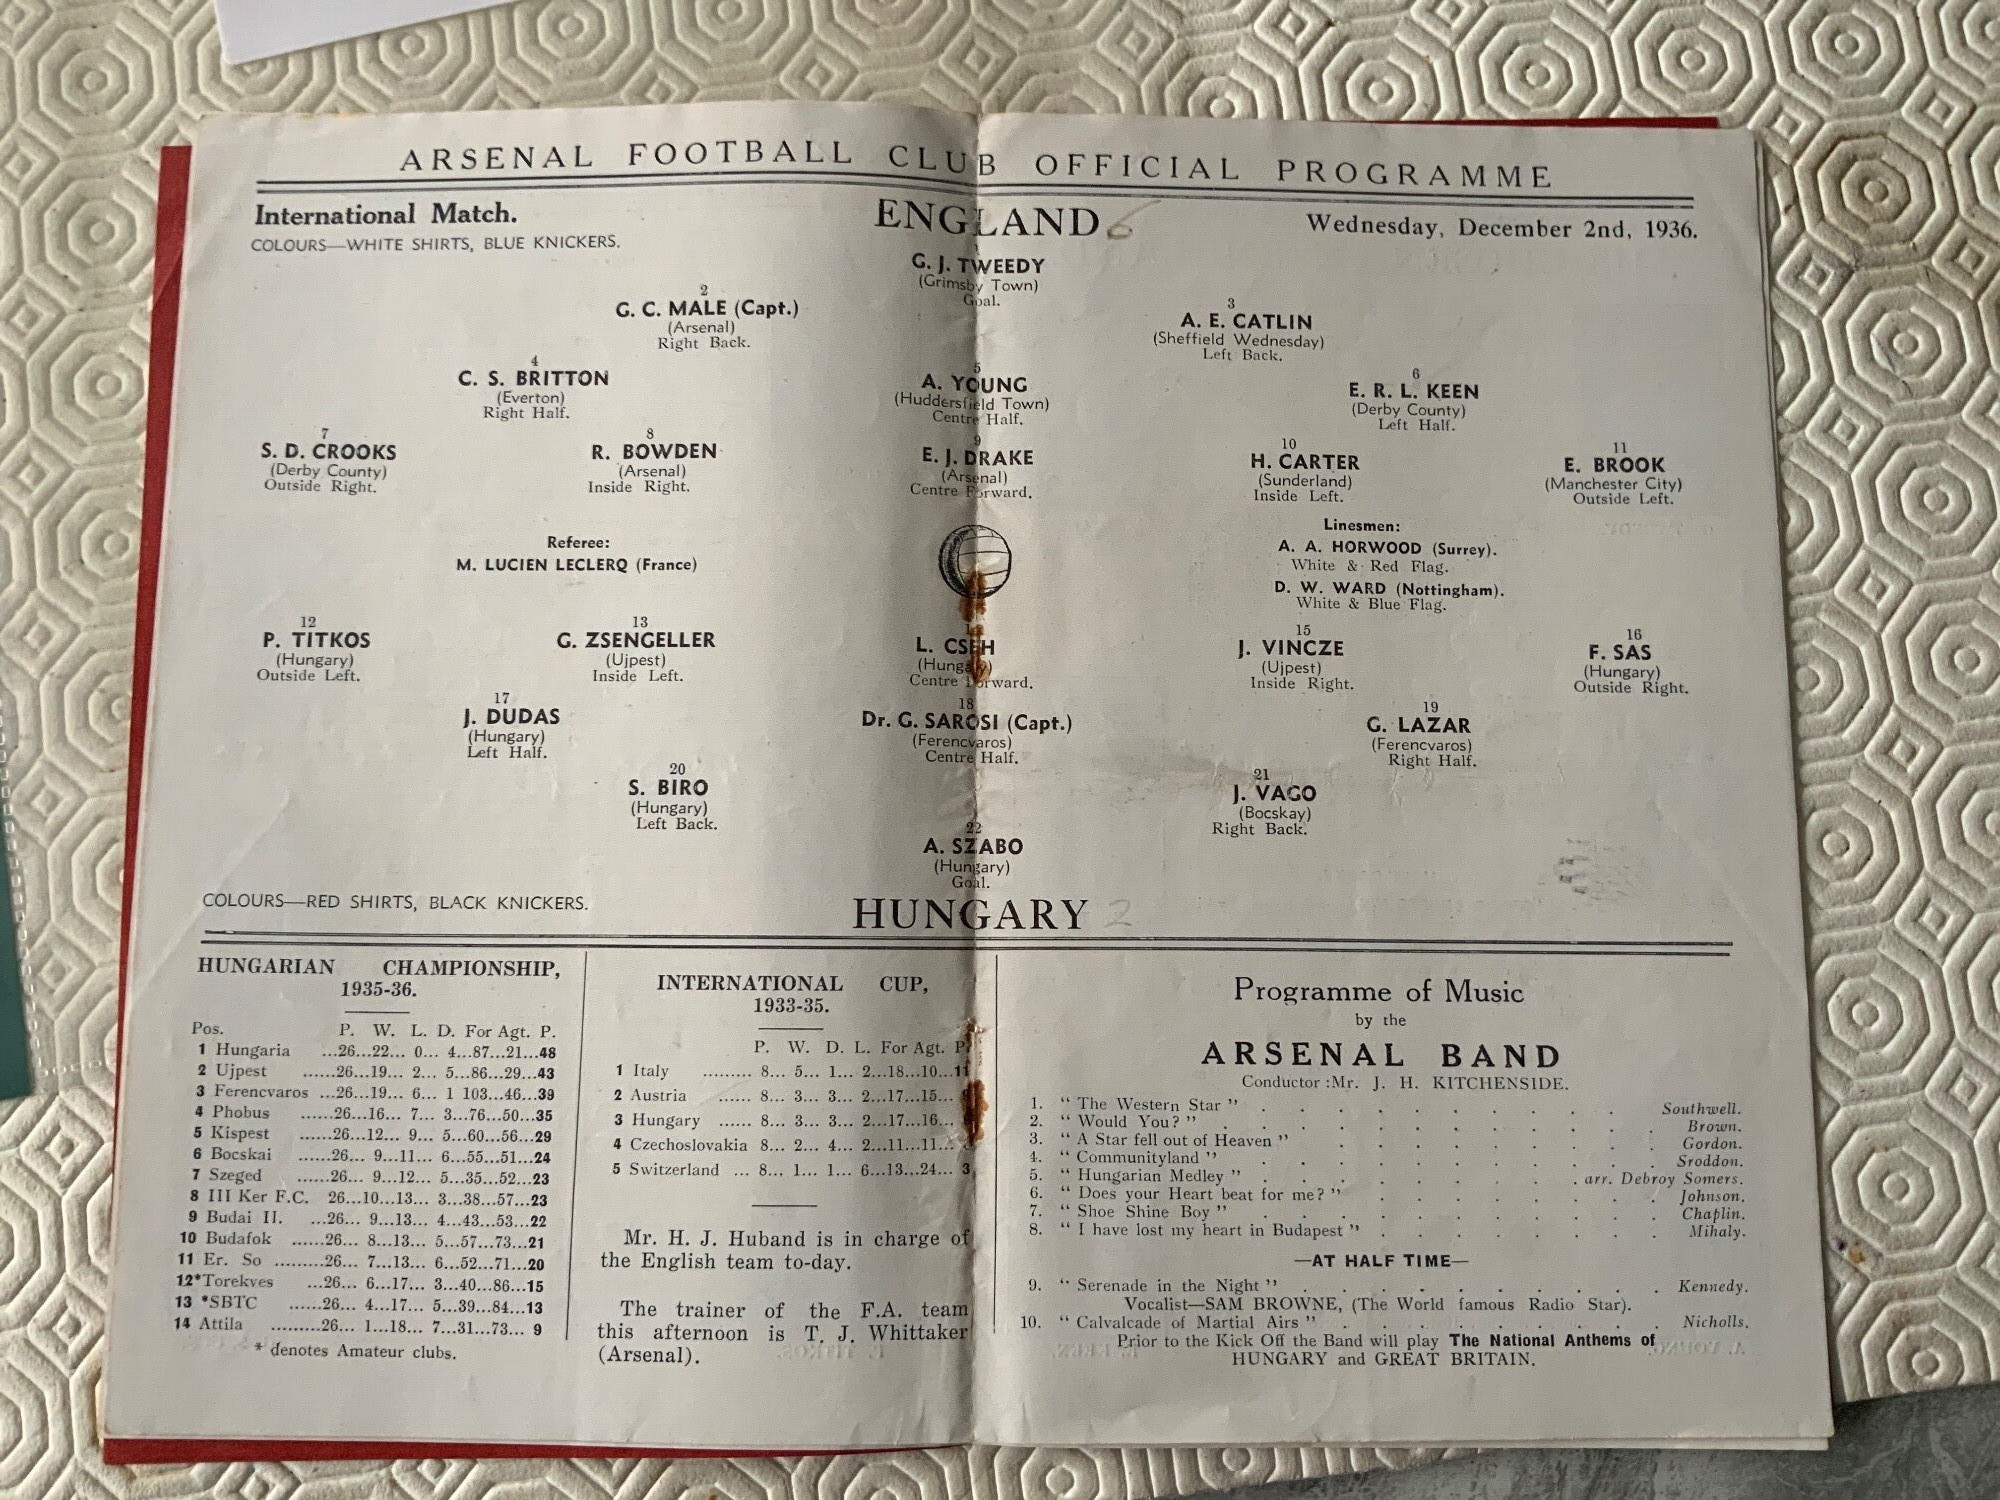 ARSENAL FOOTBALL CLUB OFFICIAL PROGRAMME
International Match.
COLOURS—WHITE SHIRTS, BLUE KNICKERS.
ENGLAND 6
Wednesday, December 2nd, 1936.
1
G. J. TWEEDY
(Grimsby Town)
Goal.
2
G. C. MALE (Capt.)
(Arsenal)
Right Back.
3
A. E. CATLIN
(Sheffield Wednesday)
Left Back.
4
C. S. BRITTON
(Everton)
Right Half.
5
A. YOUNG
(Huddersfield Town)
Centre Half.
6
E. R. L. KEEN
(Derby County)
Left Half.
7
S. D. CROOKS
(Derby County)
Outside Right.
8
R. BOWDEN
(Arsenal)
Inside Right.
9
E. J. DRAKE
(Arsenal)
Centre Forward.
10
H. CARTER
(Sunderland)
Inside Left.
11
E. BROOK
(Manchester City)
Outside Left.
Referee:
M. LUCIEN LECLERQ (France)
Linesmen:
A. A. HORWOOD (Surrey).
White & Red Flag.
D. W. WARD (Nottingham).
White & Blue Flag.
12
P. TITKOS
(Hungary)
Outside Left.
13
G. ZSENGELLER
(Ujpest)
Inside Left.
L. CSEH
(Hungary)
Centre Forward.
15
J. VINCZE
(Ujpest)
Inside Right.
16
F. SAS
(Hungary)
Outside Right.
17
J. DUDAS
(Hungary)
Left Half.
18
Dr. G. SAROSI (Capt.)
(Ferencvaros)
Centre Half.
19
G. LAZAR
(Ferencvaros)
Right Half.
20
S. BIRO
(Hungary)
Left Back.
21
J. VAGO
(Bocskay)
Right Back.
22
A. SZABO
(Hungary)
Goal.
COLOURS—RED SHIRTS, BLACK KNICKERS.
HUNGARY 2
HUNGARIAN CHAMPIONSHIP,
1935-36.
Pos. P. W. L. D. For Agt. P.
1 Hungaria ...26...22... 0... 4...87...21...48
2 Ujpest ......26...19... 2... 5...86...29...43
3 Ferencvaros ...26...19... 6... 1 103...46...39
4 Phobus ......26...16... 7... 3...76...50...35
5 Kispest ......26...12... 9... 5...60...56...29
6 Bocskai ......26... 9...11... 6...55...51...24
7 Szeged ......26... 9...12... 5...35...52...23
8 III Ker F.C. 26...10...13... 3...38...57...23
9 Budai II. ...26... 9...13... 4...43...53...22
10 Budafok ......26... 8...13... 5...57...73...21
11 Er. So .........26... 7...13... 6...52...71...20
12*Torekves ...26... 6...17... 3...40...86...15
13 *SBTC ......26... 4...17... 5...39...84...13
14 Attila .........26... 1...18... 7...31...73... 9
* denotes Amateur clubs.
INTERNATIONAL CUP,
1933-35.
P. W. D. L. For Agt. P.
1 Italy ......... 8... 5... 1... 2...18...10...11
2 Austria ...... 8... 3... 3... 2...17...15...
3 Hungary ...... 8... 3... 3... 2...17...16...
4 Czechoslovakia 8... 2... 4... 2...11...11...
5 Switzerland ... 8... 1... 1... 6...13...24... 3
Mr. H. J. Huband is in charge of
the English team to-day.
The trainer of the F.A. team
this afternoon is T. J. Whittaker
(Arsenal).
Programme of Music
by the
ARSENAL BAND
Conductor :Mr. J. H. KITCHENSIDE.
1. "The Western Star" . . . . . . . . . . Southwell.
2. "Would You?" . . . . . . . . . . . Brown.
3. "A Star fell out of Heaven" . . . . . . . . . Gordon.
4. "Communityland" . . . . . . . . . . . Sroddon.
5. "Hungarian Medley" . . . . . . . . . arr. Debroy Somers.
6. "Does your Heart beat for me?" . . . . . . . . Johnson.
7. "Shoe Shine Boy" . . . . . . . . . . . Chaplin.
8. "I have lost my heart in Budapest" . . . . . . . . Mihaly.
—AT HALF TIME—
9. "Serenade in the Night" . . . . . . . . . . Kennedy.
Vocalist—SAM BROWNE, (The World famous Radio Star).
10. "Calvalcade of Martial Airs" . . . . . . . . . Nicholls.
Prior to the Kick Off the Band will play The National Anthems of
HUNGARY and GREAT BRITAIN.